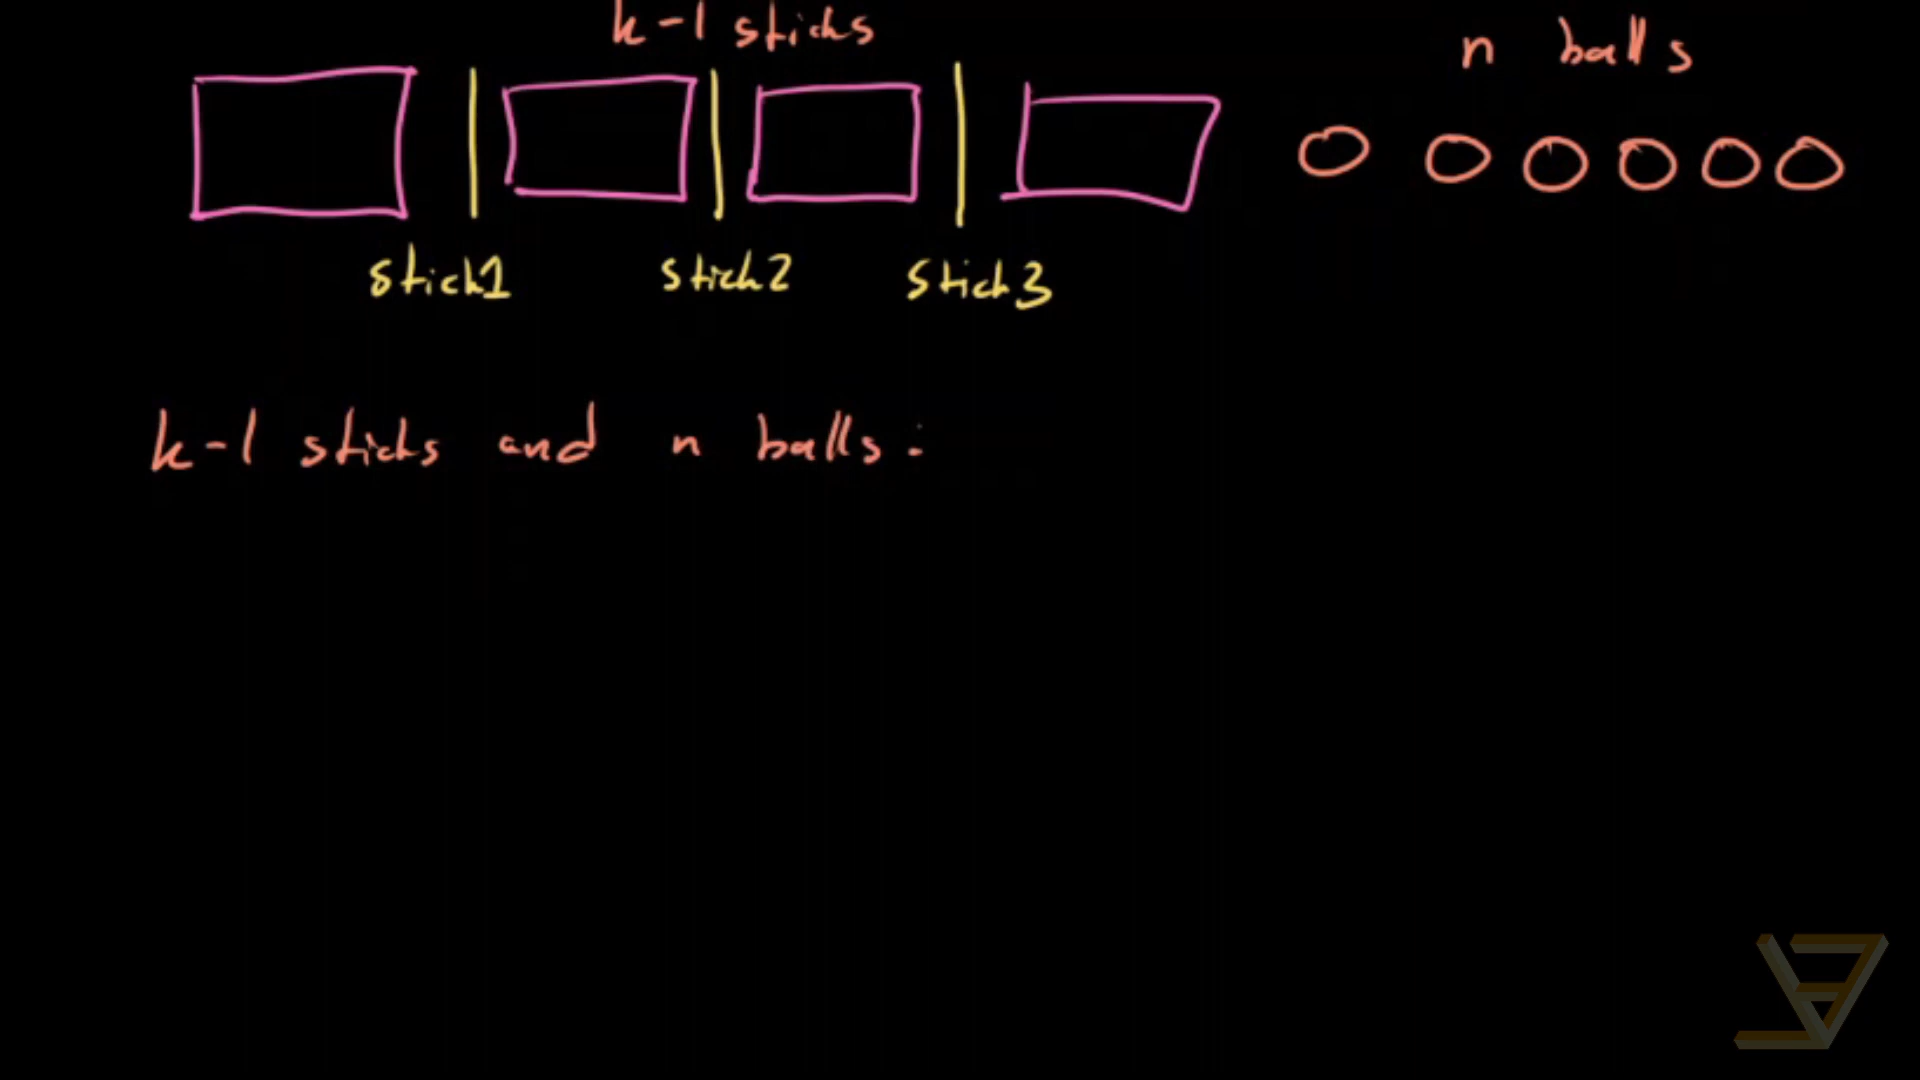 k-1 sticks
n balls
stick1 stick2 stick3
k-1 sticks and n balls: